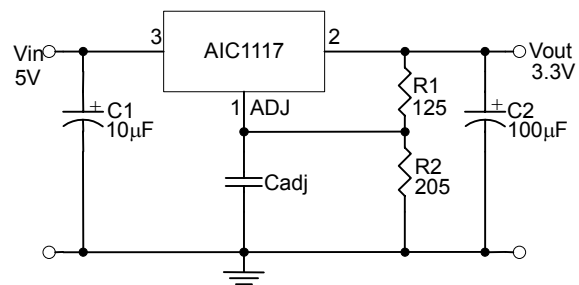 Vin
5V
3
AIC1117
2
Vout
3.3V
1
ADJ
+
C1
10μF
R1
125
+
C2
100μF
Cadj
R2
205